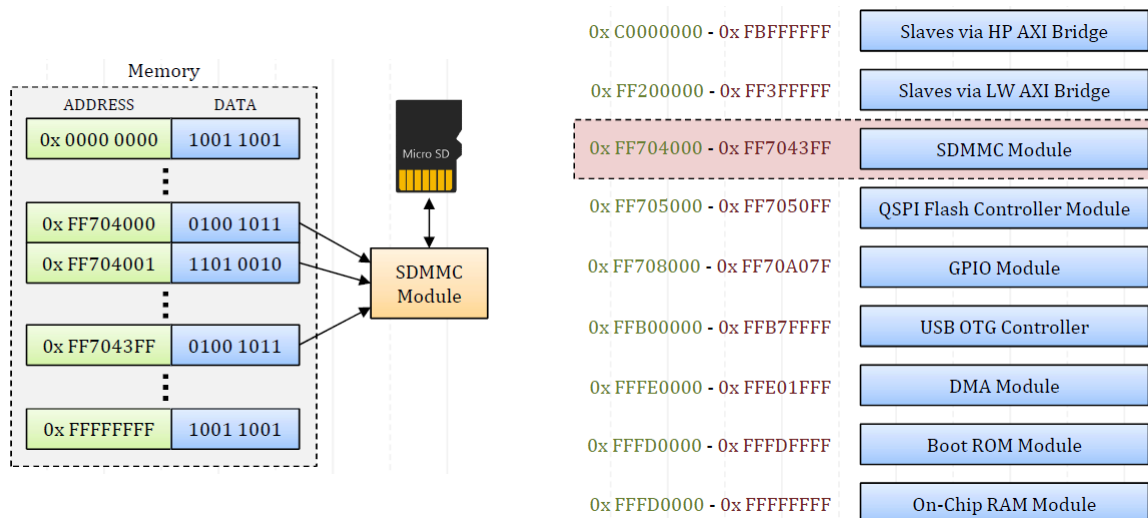 Memory
ADDRESS DATA
0x 0000 0000 1001 1001
0x FF704000 0100 1011
0x FF704001 1101 0010
0x FF7043FF 0100 1011
0x FFFFFFFF 1001 1001
Micro SD
SDMMC
Module
0x C0000000 - 0x FBFFFFFF Slaves via HP AXI Bridge
0x FF200000 - 0x FF3FFFFF Slaves via LW AXI Bridge
0x FF704000 - 0x FF7043FF SDMMC Module
0x FF705000 - 0x FF7050FF QSPI Flash Controller Module
0x FF708000 - 0x FF70A07F GPIO Module
0x FFB00000 - 0x FFB7FFFF USB OTG Controller
0x FFFE0000 - 0x FFE01FFF DMA Module
0x FFFD0000 - 0x FFFDFFFF Boot ROM Module
0x FFFD0000 - 0x FFFFFFFF On-Chip RAM Module